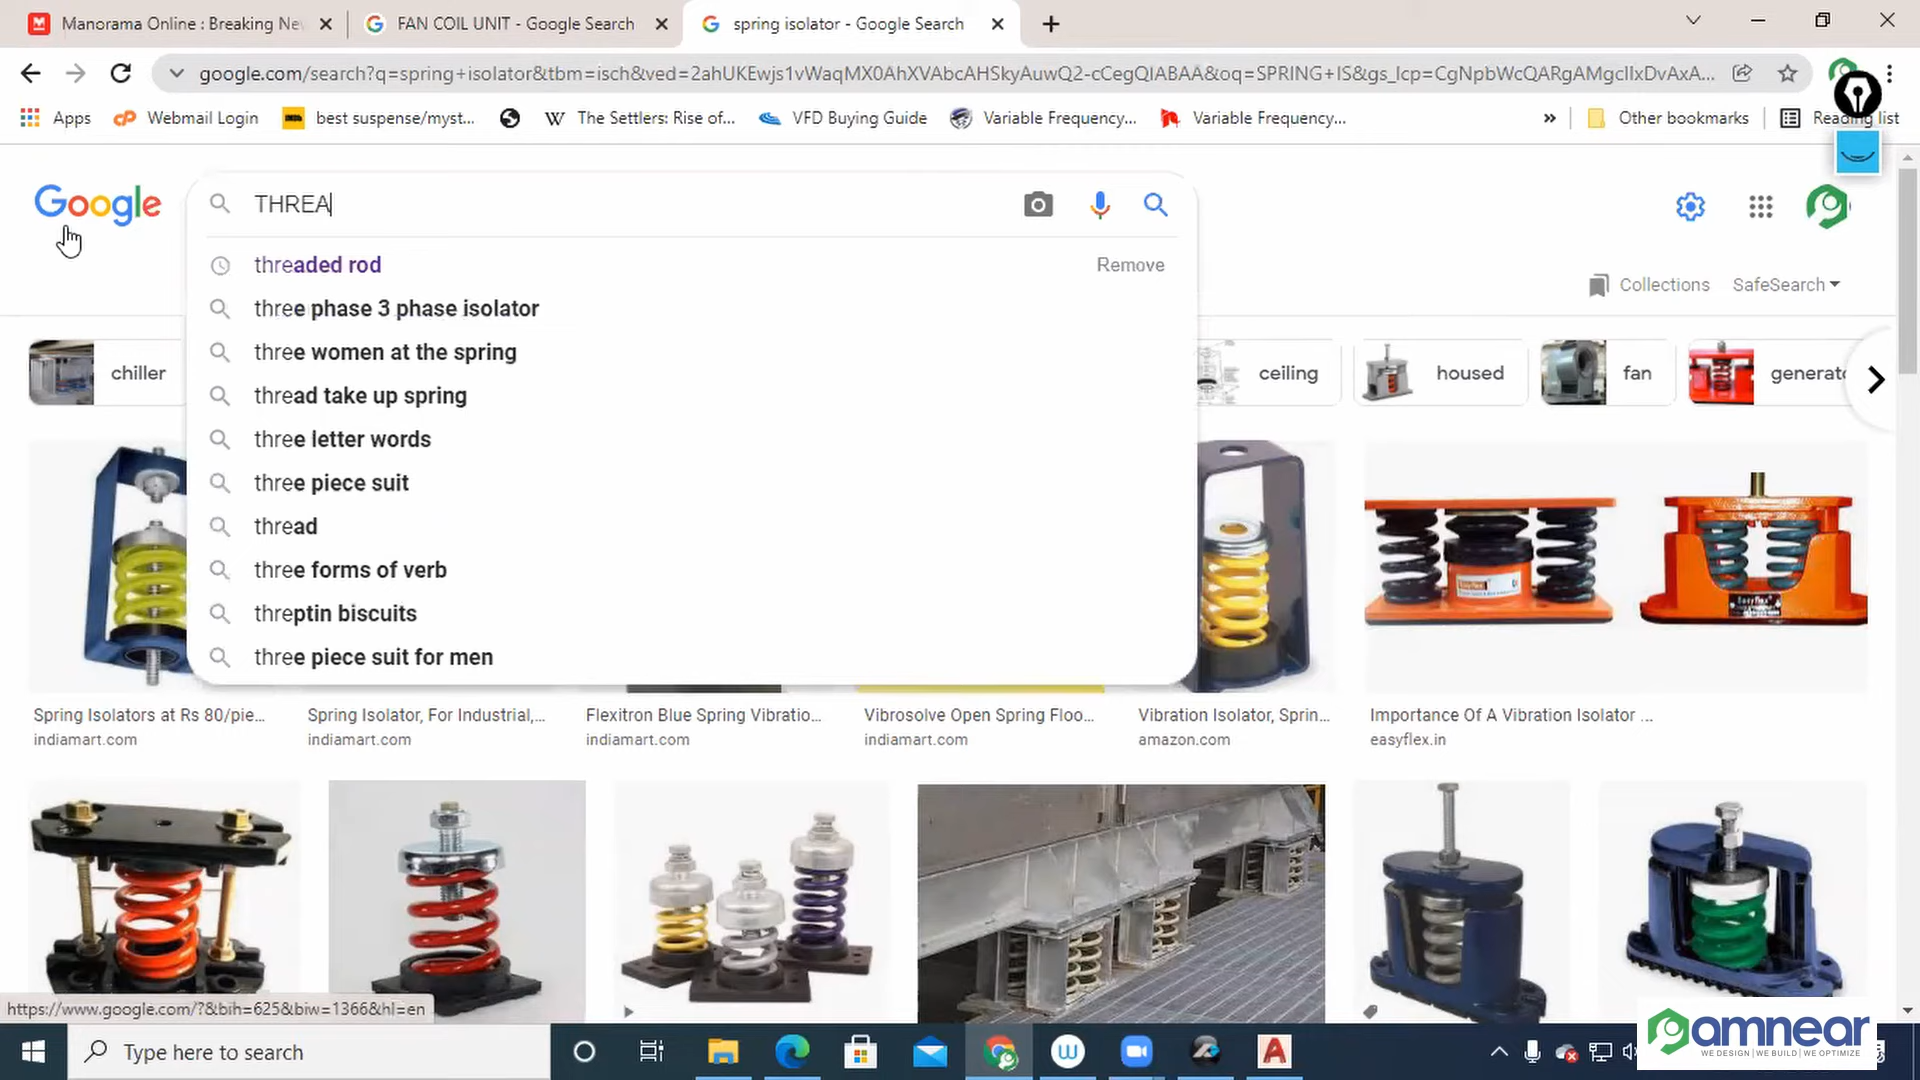 Manorama Online : Breaking Ne
FAN COIL UNIT - Google Search
spring isolator - Google Search
google.com/search?q=spring+isolator&tbm=isch&ved=2ahUKEwjs1vWaqMX0AhXVAbcAHSkyAuwQ2-cCegQIABAA&oq=SPRING+IS&gs_lcp=CgNpbWcQARgAMgcIIxDvAxA...
Apps
Webmail Login
best suspense/myst...
The Settlers: Rise of...
VFD Buying Guide
Variable Frequency...
Variable Frequency...
»
Other bookmarks
Reading list
Google
THREA
threaded rod
Remove
three phase 3 phase isolator
three women at the spring
thread take up spring
three letter words
three piece suit
thread
three forms of verb
threptin biscuits
three piece suit for men
Collections
SafeSearch
chiller
ceiling
housed
fan
generato
Spring Isolators at Rs 80/pie...
indiamart.com
Spring Isolator, For Industrial,...
indiamart.com
Flexitron Blue Spring Vibratio...
indiamart.com
Vibrosolve Open Spring Floo...
indiamart.com
Vibration Isolator, Sprin...
amazon.com
Importance Of A Vibration Isolator ...
easyflex.in
https://www.google.com/?&bih=625&biw=1366&hl=en
Type here to search
amnear
WE DESIGN | WE BUILD | WE OPTIMIZE